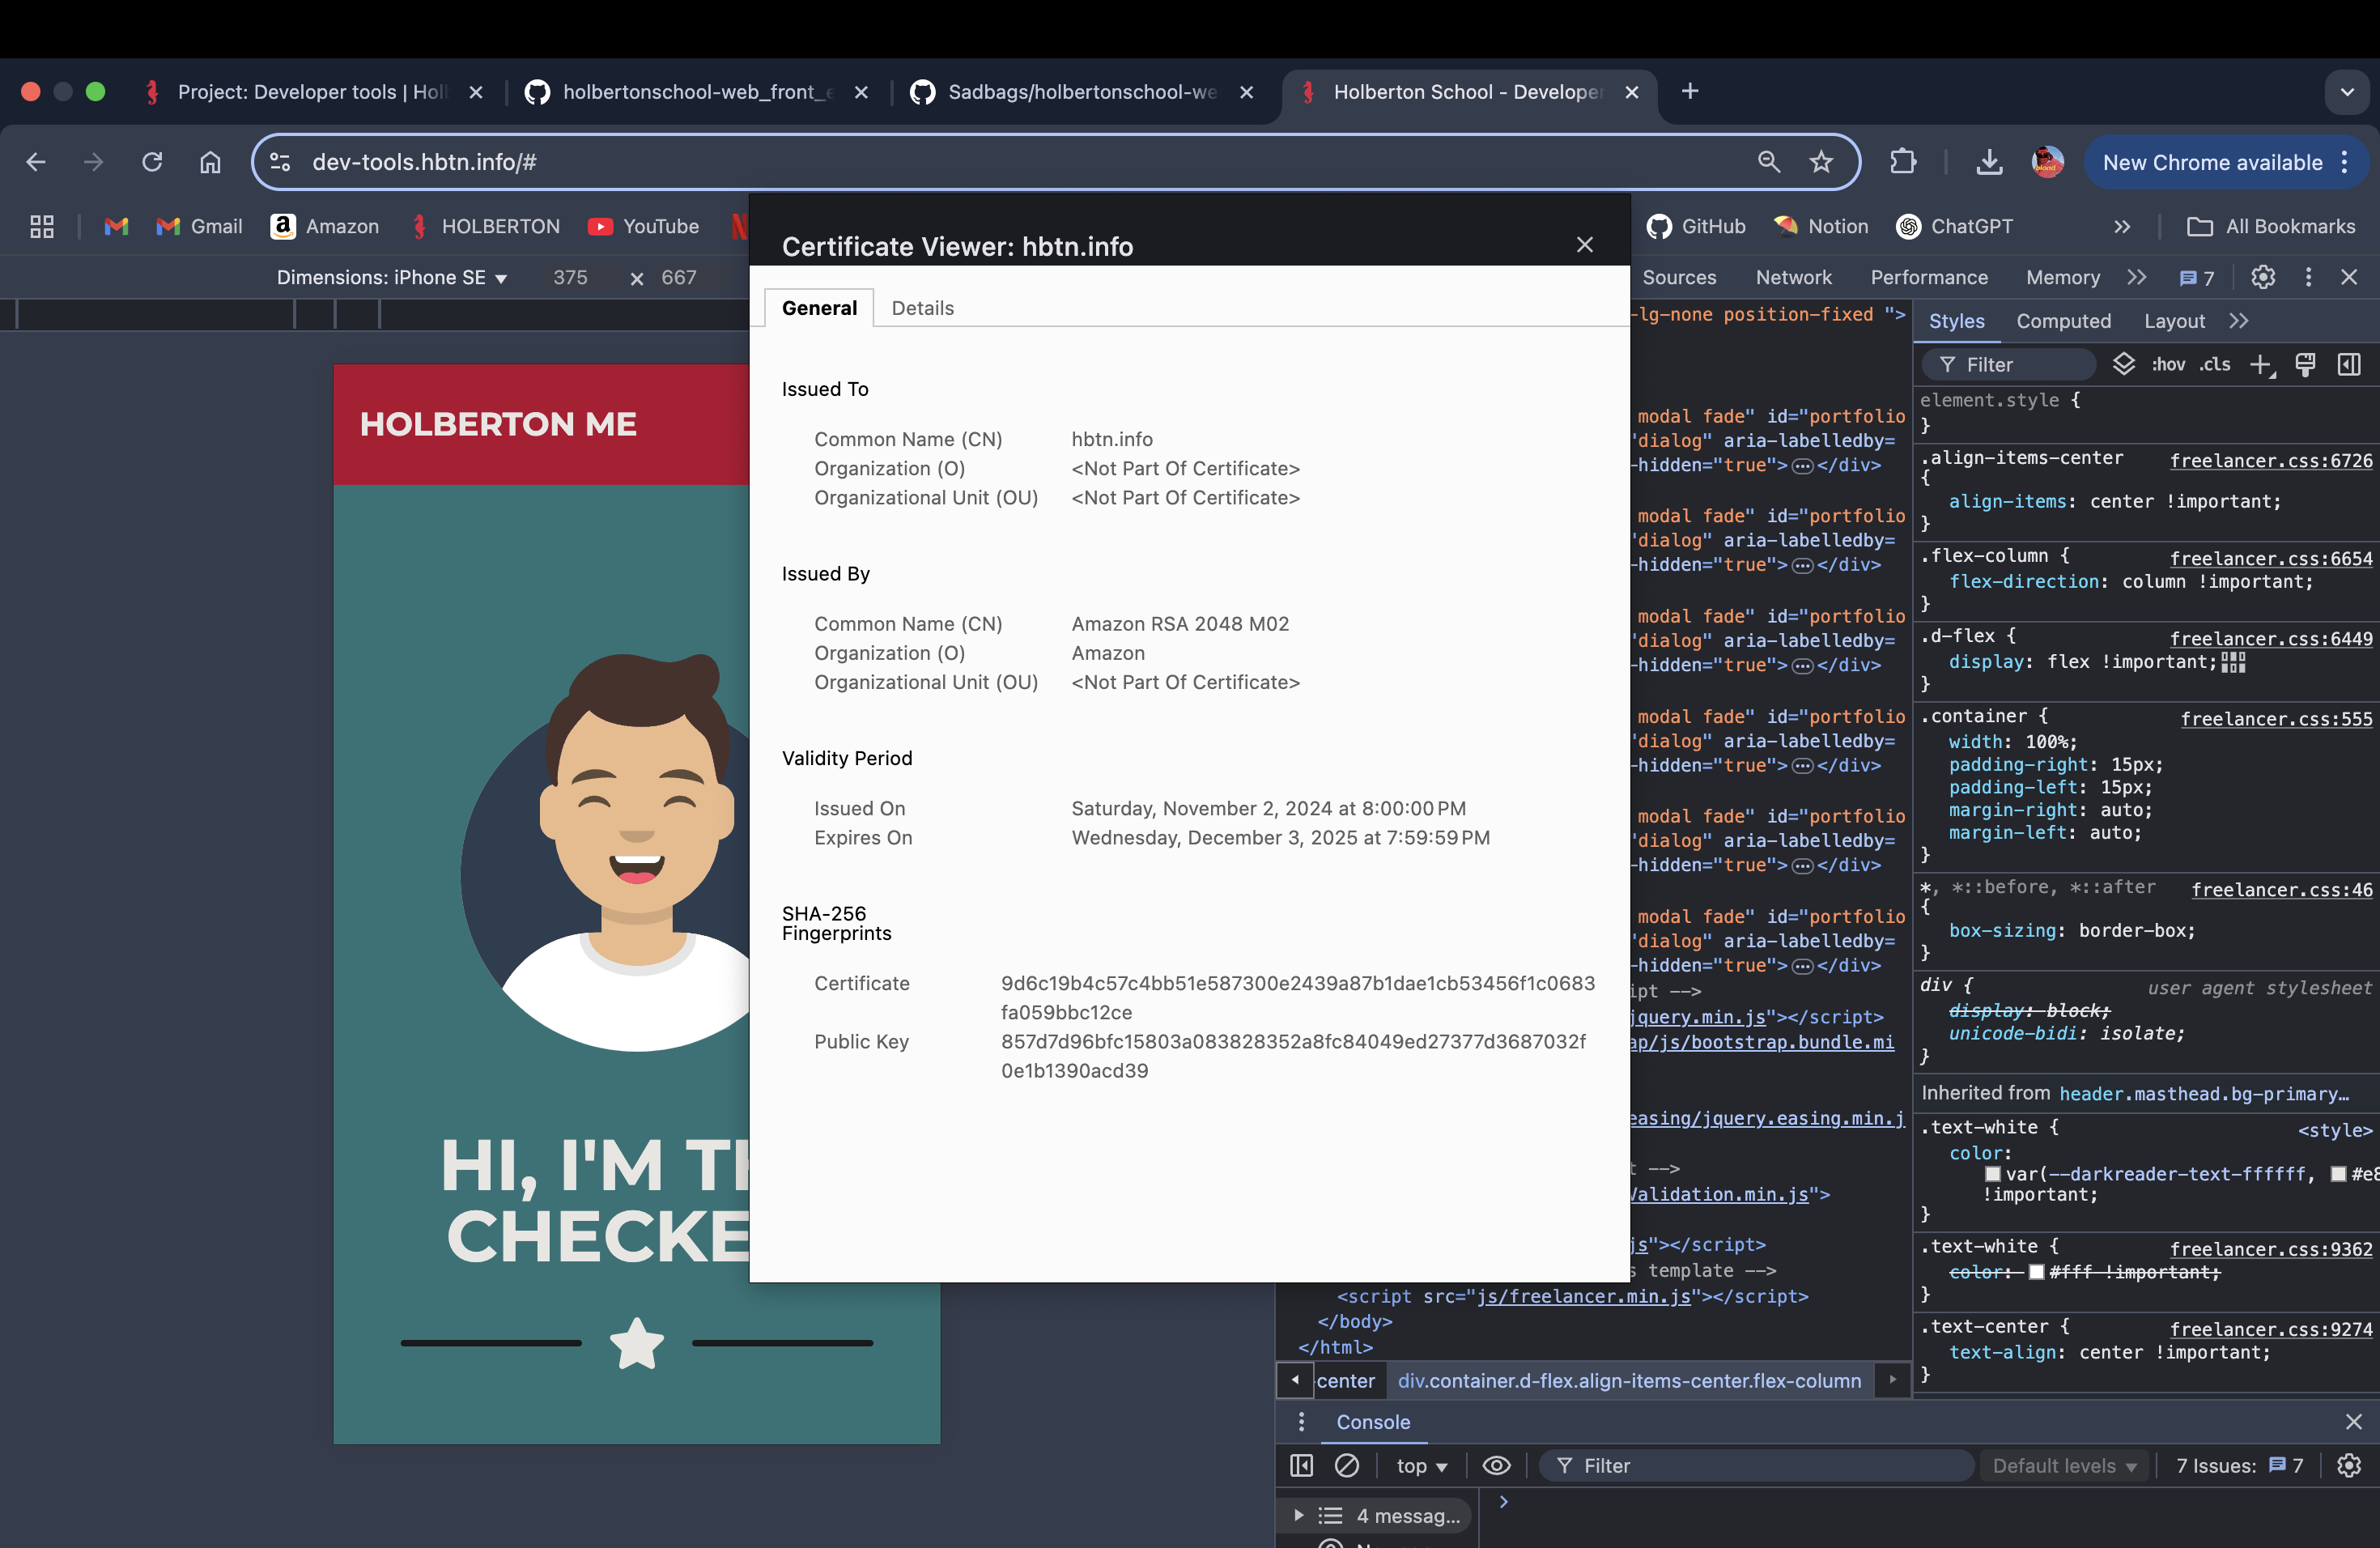 Project: Developer tools | Hol
holbertonschool-web_front_e
Sadbags/holbertonschool-we
Holberton School - Developer
dev-tools.hbtn.info/#
New Chrome available
Gmail
Amazon
HOLBERTON
YouTube
GitHub
Notion
ChatGPT
All Bookmarks
Dimensions: iPhone SE
375
667
HOLBERTON ME
HI, I'M TH
CHECKE
Certificate Viewer: hbtn.info
General
Details
Issued To
Common Name (CN) hbtn.info
Organization (O) <Not Part Of Certificate>
Organizational Unit (OU) <Not Part Of Certificate>
Issued By
Common Name (CN) Amazon RSA 2048 M02
Organization (O) Amazon
Organizational Unit (OU) <Not Part Of Certificate>
Validity Period
Issued On Saturday, November 2, 2024 at 8:00:00 PM
Expires On Wednesday, December 3, 2025 at 7:59:59 PM
SHA-256
Fingerprints
Certificate 9d6c19b4c57c4bb51e587300e2439a87b1dae1cb53456f1c0683
fa059bbc12ce
Public Key 857d7d96bfc15803a083828352a8fc84049ed27377d3687032f
0e1b1390acd39
Sources
Network
Performance
Memory
7
-lg-none position-fixed ">
modal fade" id="portfolio
"dialog" aria-labelledby=
-hidden="true">…</div>
modal fade" id="portfolio
"dialog" aria-labelledby=
-hidden="true">…</div>
modal fade" id="portfolio
"dialog" aria-labelledby=
-hidden="true">…</div>
modal fade" id="portfolio
"dialog" aria-labelledby=
-hidden="true">…</div>
modal fade" id="portfolio
"dialog" aria-labelledby=
-hidden="true">…</div>
modal fade" id="portfolio
"dialog" aria-labelledby=
-hidden="true">…</div>
ipt -->
jquery.min.js"></script>
ap/js/bootstrap.bundle.mi
easing/jquery.easing.min.j
t -->
Validation.min.js">
js"></script>
s template -->
<script src="js/freelancer.min.js"></script>
</body>
</html>
-center
div.container.d-flex.align-items-center.flex-column
Styles
Computed
Layout
Filter
:hov
.cls
element.style {
}
.align-items-center freelancer.css:6726
{
align-items: center !important;
}
.flex-column { freelancer.css:6654
flex-direction: column !important;
}
.d-flex { freelancer.css:6449
display: flex !important;
}
.container { freelancer.css:555
width: 100%;
padding-right: 15px;
padding-left: 15px;
margin-right: auto;
margin-left: auto;
}
*, *::before, *::after freelancer.css:46
{
box-sizing: border-box;
}
div { user agent stylesheet
display: block;
unicode-bidi: isolate;
}
Inherited from header.masthead.bg-primary…
.text-white { <style>
color:
var(--darkreader-text-ffffff, #e8
!important;
}
.text-white { freelancer.css:9362
color: #fff !important;
}
.text-center { freelancer.css:9274
text-align: center !important;
}
Console
top
Filter
Default levels
7 Issues: 7
4 messag...